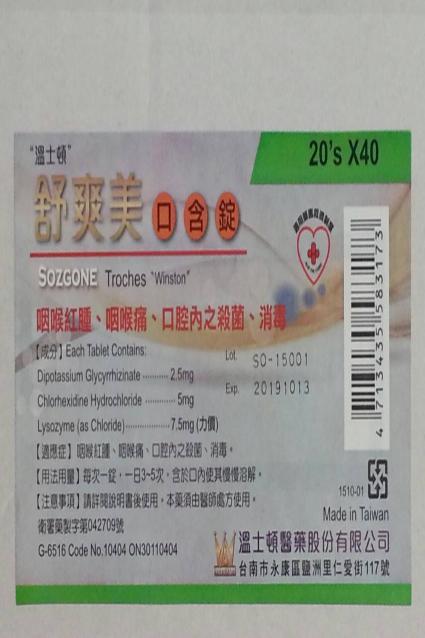 "溫士頓"
20's X40
舒爽美口含錠
SOZGONE Troches "Winston"
咽喉紅腫、咽喉痛、口腔內之殺菌、消毒
【成分】Each Tablet Contains:
Dipotassium Glycyrrhizinate ·········· 2.5mg
Chlorhexidine Hydrochloride ········ 5mg
Lysozyme (as Chloride)················· 7.5mg (力價)
Lot. SO-15001
Exp. 20191013
【適應症】咽喉紅腫、咽喉痛、口腔內之殺菌、消毒。
【用法用量】每次一錠，一日3~5次，含於口內使其慢慢溶解。
【注意事項】請詳閱說明書後使用。本藥須由醫師處方使用。
衛署藥製字第042709號
G-6516 Code No.10404 ON30110404
4713435583173
1510-01
Made in Taiwan
溫士頓醫藥股份有限公司
台南市永康區鹽洲里仁愛街117號